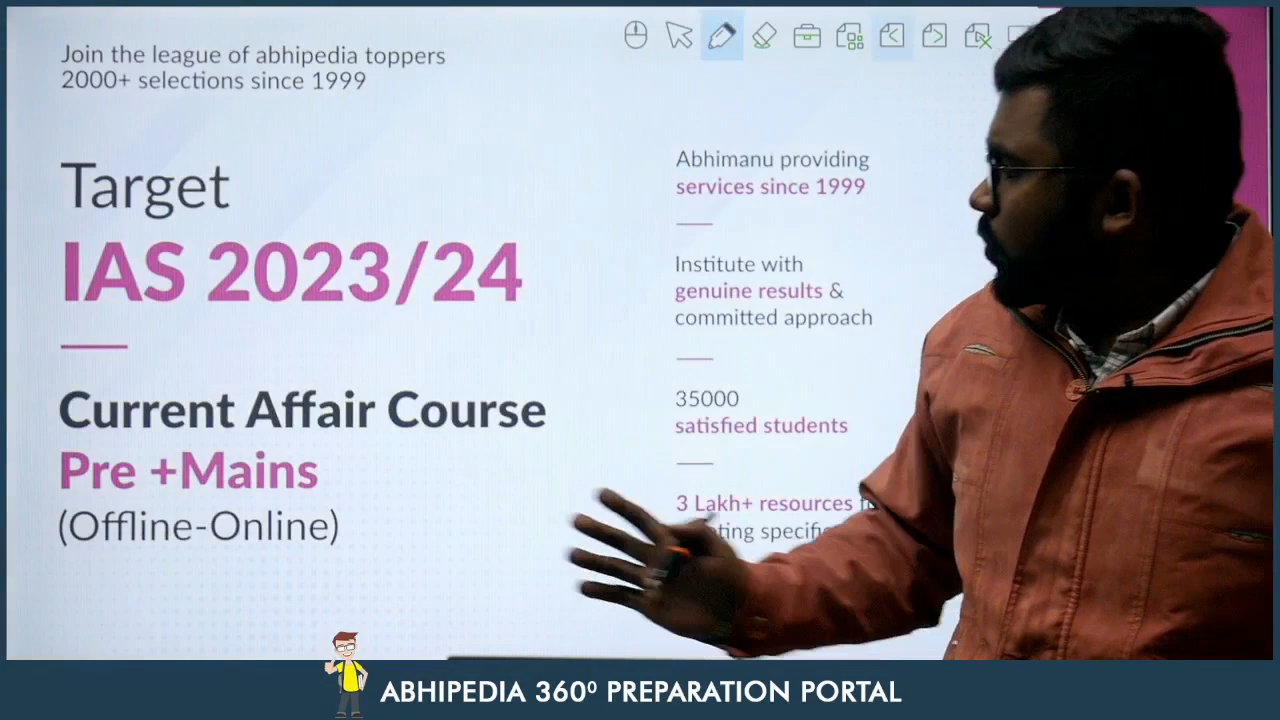 Join the league of abhipedia toppers
2000+ selections since 1999
Target
IAS 2023/24
Current Affair Course
Pre +Mains
(Offline-Online)
Abhimanu providing
services since 1999
Institute with
genuine results &
committed approach
35000
satisfied students
3 Lakh+ resources
specific
ABHIPEDIA 360⁰ PREPARATION PORTAL